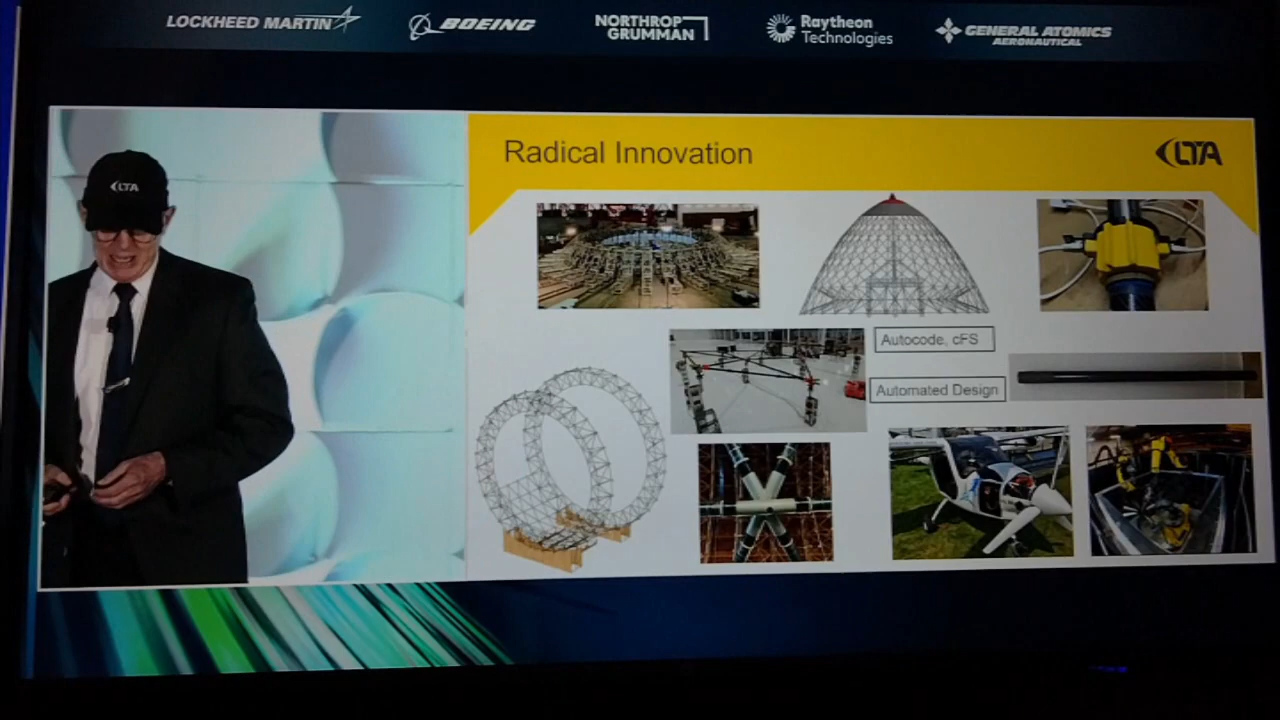 LOCKHEED MARTIN
BOEING
NORTHROP
GRUMMAN
Raytheon
Technologies
GENERAL ATOMICS
AERONAUTICAL
LTA
Radical Innovation
LTA
Autocode, cFS
Automated Design